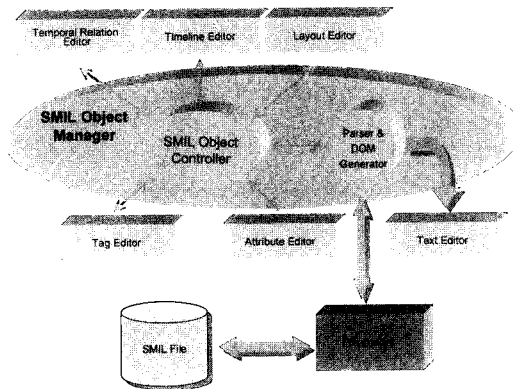 Temporal Relation
Editor
Timeline Editor
Layout Editor
SMIL Object
Manager
SMIL Object
Controller
Parser &
DOM
Generator
Tag Editor
Attribute Editor
Text Editor
SMIL File